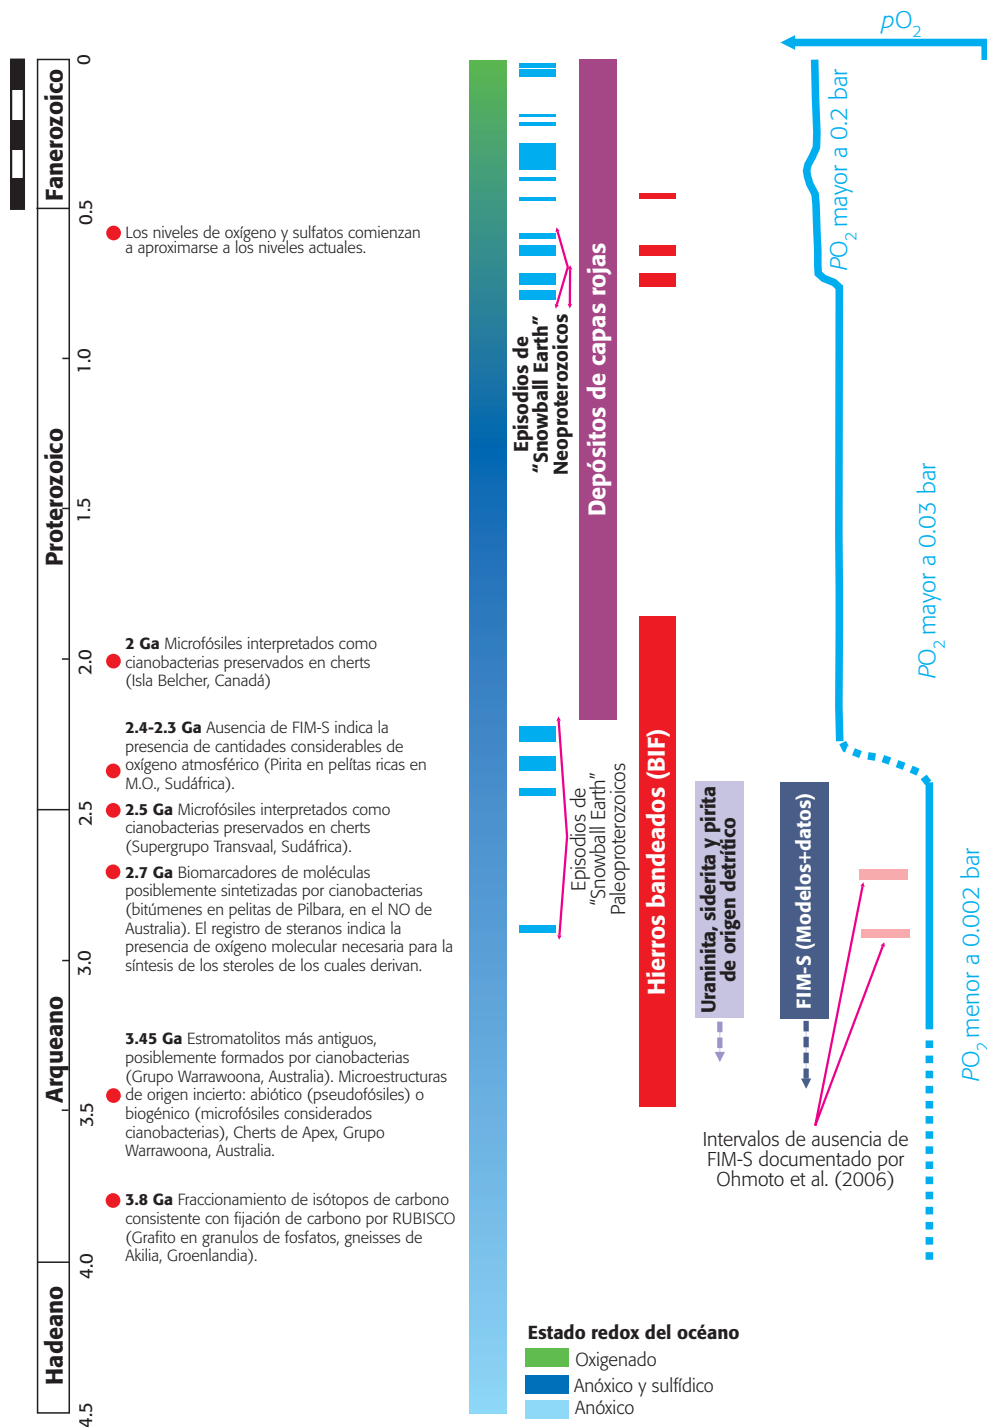 pO2
0
0.5
1.0
1.5
2.0
2.5
3.0
3.5
4.0
4.5
Fanerozoico
Proterozoico
Arqueano
Hadeano
Los niveles de oxígeno y sulfatos comienzan
a aproximarse a los niveles actuales.
2 Ga Microfósiles interpretados como
cianobacterias preservados en cherts
(Isla Belcher, Canadá)
2.4-2.3 Ga Ausencia de FIM-S indica la
presencia de cantidades considerables de
oxígeno atmosférico (Pirita en pelítas ricas en
M.O., Sudáfrica).
2.5 Ga Microfósiles interpretados como
cianobacterias preservados en cherts
(Supergrupo Transvaal, Sudáfrica).
2.7 Ga Biomarcadores de moléculas
posiblemente sintetizadas por cianobacterias
(bitúmenes en pelitas de Pilbara, en el NO de
Australia). El registro de steranos indica la
presencia de oxígeno molecular necesaria para la
síntesis de los steroles de los cuales derivan.
3.45 Ga Estromatolitos más antiguos,
posiblemente formados por cianobacterias
(Grupo Warrawoona, Australia). Microestructuras
de origen incierto: abiótico (pseudofósiles) o
biogénico (microfósiles considerados
cianobacterias), Cherts de Apex, Grupo
Warrawoona, Australia.
3.8 Ga Fraccionamiento de isótopos de carbono
consistente con fijación de carbono por RUBISCO
(Grafito en granulos de fosfatos, gneisses de
Akilia, Groenlandia).
Episodios de
"Snowball Earth"
Neoproterozoicos
Episodios de
"Snowball Earth"
Paleoproterozoicos
Depósitos de capas rojas
Hierros bandeados (BIF)
Uraninita, siderita y pirita
de origen detrítico
FIM-S (Modelos+datos)
Intervalos de ausencia de
FIM-S documentado por
Ohmoto et al. (2006)
PO2 mayor a 0.2 bar
PO2 mayor a 0.03 bar
PO2 menor a 0.002 bar
Estado redox del océano
Oxigenado
Anóxico y sulfídico
Anóxico